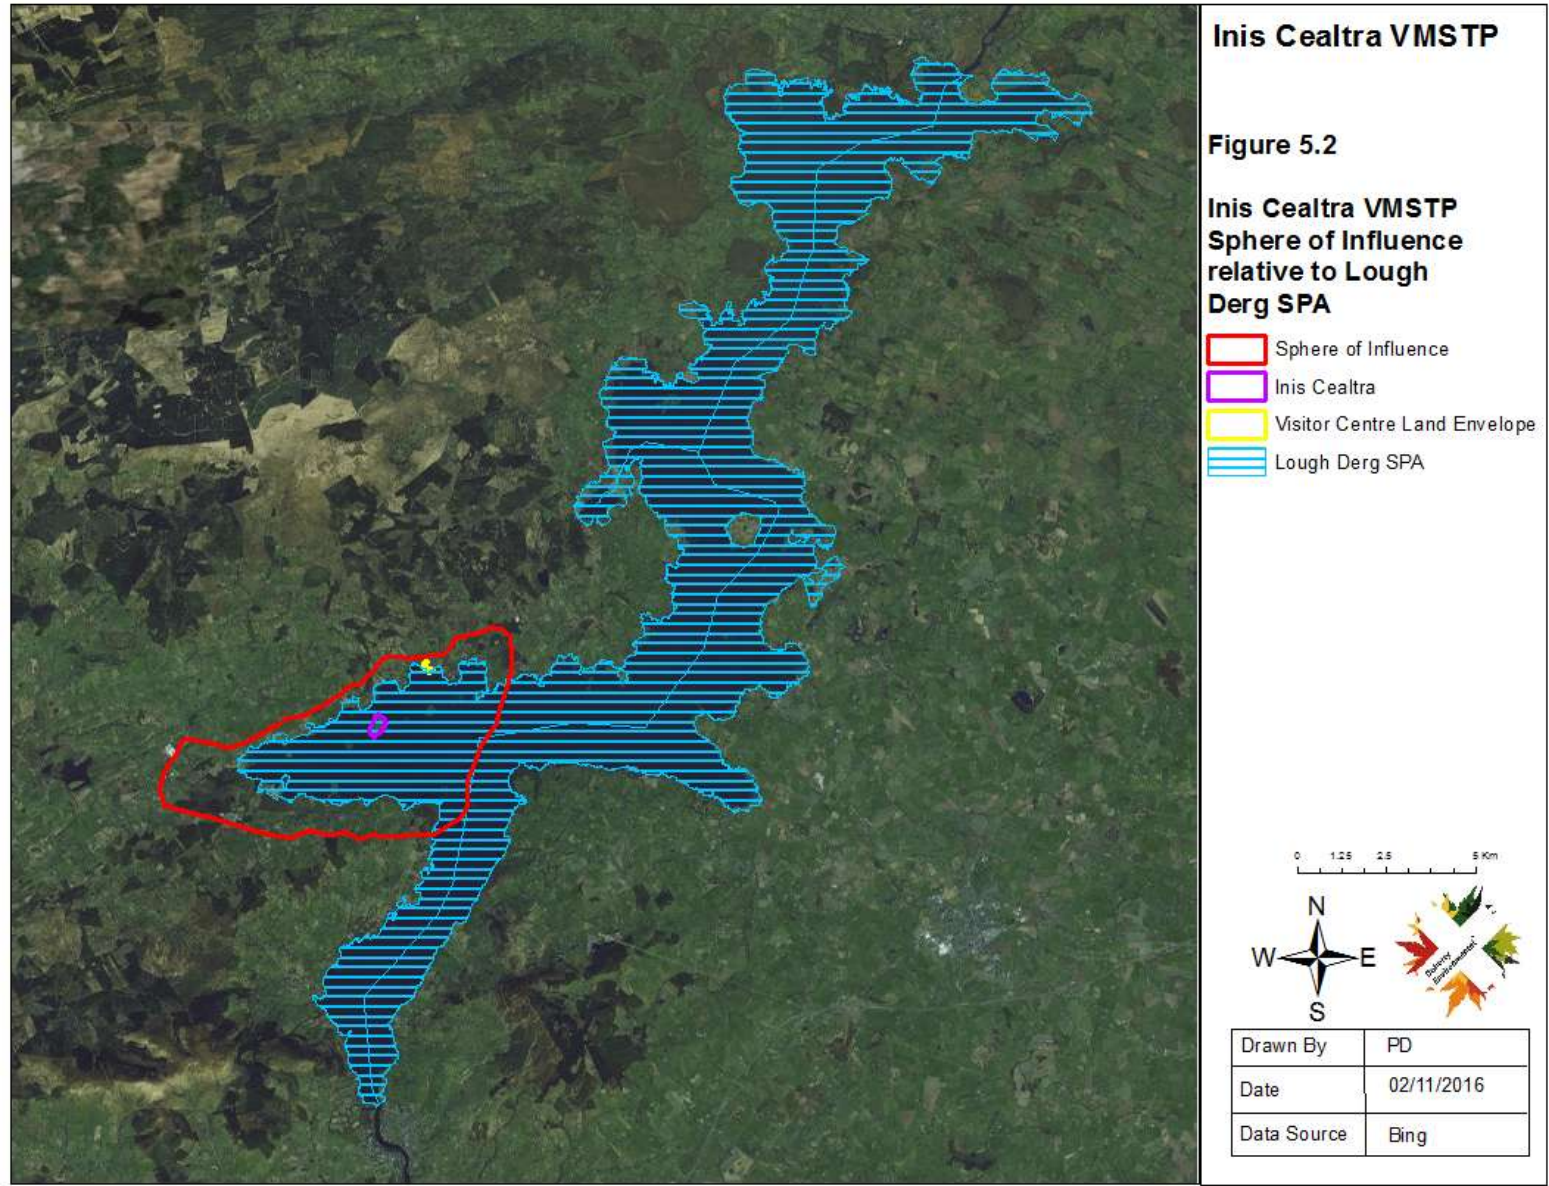 Inis Cealtra VMSTP
Figure 5.2
Inis Cealtra VMSTP
Sphere of Influence
relative to Lough
Derg SPA
Sphere of Influence
Inis Cealtra
Visitor Centre Land Envelope
Lough Derg SPA
0 1.25 2.5 5 Km
N
W E
S
Doherty
Environmental
Drawn By PD
Date 02/11/2016
Data Source Bing